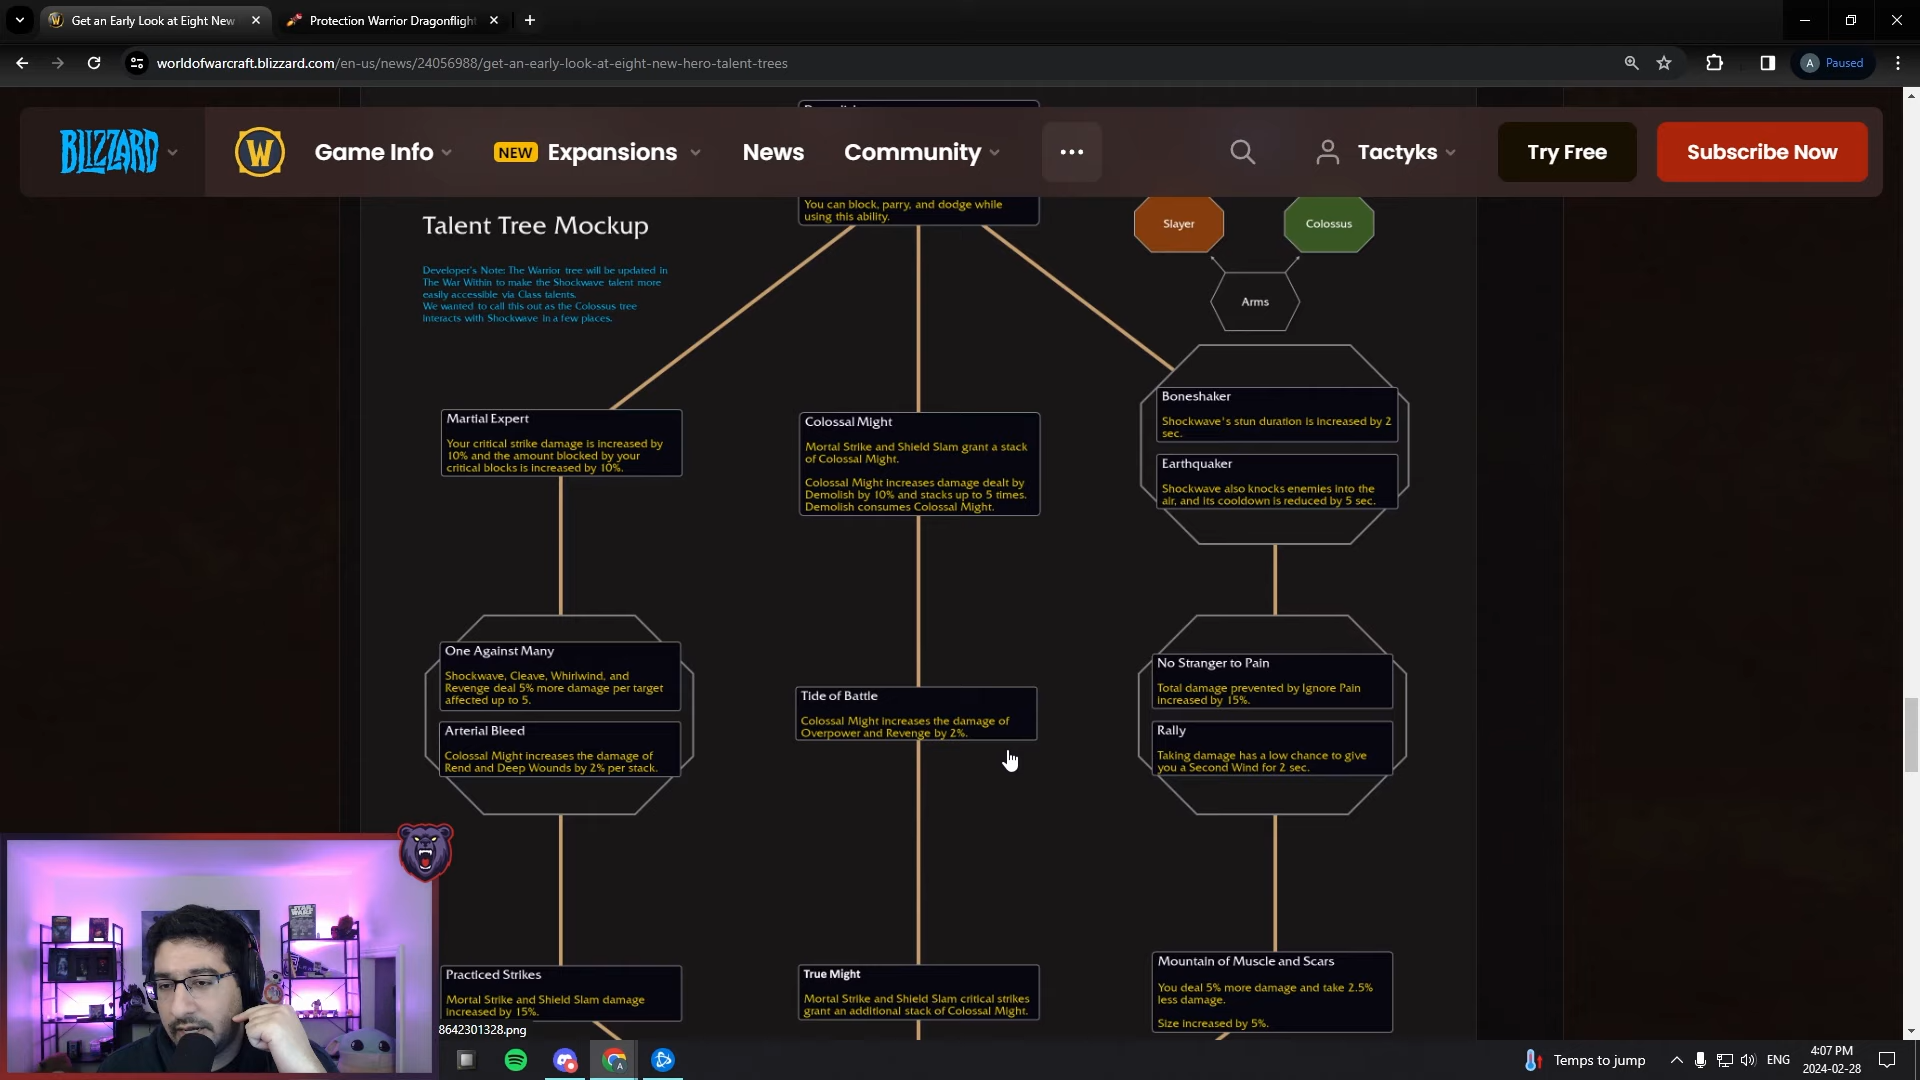 Get an Early Look at Eight New
Protection Warrior Dragonflight
worldofwarcraft.blizzard.com/en-us/news/24056988/get-an-early-look-at-eight-new-hero-talent-trees
A
Paused
BLIZZARD
W
Game Info
NEW
Expansions
News
Community
Tactyks
Try Free
Subscribe Now
You can block, parry, and dodge while
using this ability.
Talent Tree Mockup
Developer's Note: The Warrior tree will be updated in
The War Within to make the Shockwave talent more
easily accessible via Class talents.
We wanted to call this out as the Colossus tree
interacts with Shockwave in a few places.
Slayer
Colossus
Arms
Martial Expert
Your critical strike damage is increased by
10% and the amount blocked by your
critical blocks is increased by 10%.
Colossal Might
Mortal Strike and Shield Slam grant a stack
of Colossal Might.
Colossal Might increases damage dealt by
Demolish by 10% and stacks up to 5 times.
Demolish consumes Colossal Might.
Boneshaker
Shockwave's stun duration is increased by 2
sec.
Earthquaker
Shockwave also knocks enemies into the
air, and its cooldown is reduced by 5 sec.
One Against Many
Shockwave, Cleave, Whirlwind, and
Revenge deal 5% more damage per target
affected up to 5.
Arterial Bleed
Colossal Might increases the damage of
Rend and Deep Wounds by 2% per stack.
Tide of Battle
Colossal Might increases the damage of
Overpower and Revenge by 2%.
No Stranger to Pain
Total damage prevented by Ignore Pain
increased by 15%.
Rally
Taking damage has a low chance to give
you a Second Wind for 2 sec.
Practiced Strikes
Mortal Strike and Shield Slam damage
increased by 15%.
True Might
Mortal Strike and Shield Slam critical strikes
grant an additional stack of Colossal Might.
Mountain of Muscle and Scars
You deal 5% more damage and take 2.5%
less damage.
Size increased by 5%.
8642301328.png
STAR
WARS
Temps to jump
ENG
4:07 PM
2024-02-28